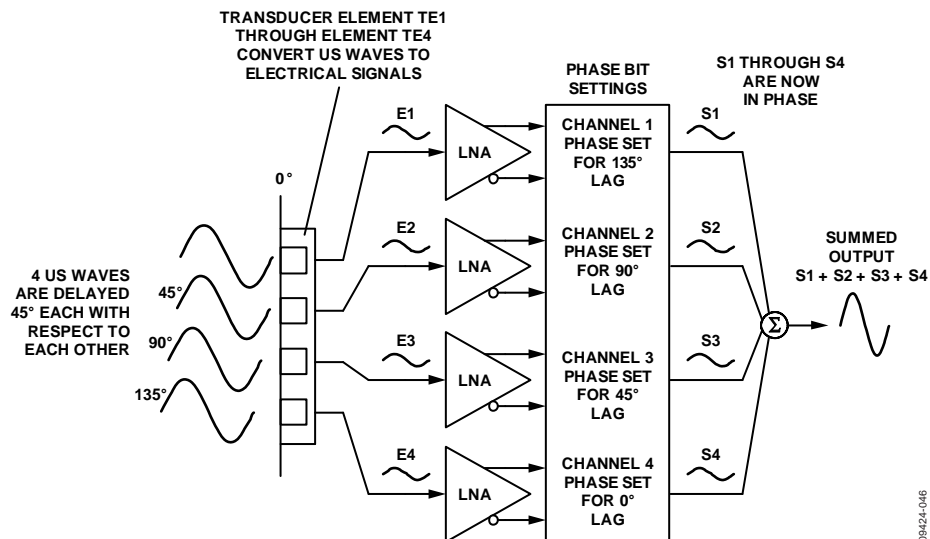 TRANSDUCER ELEMENT TE1
THROUGH ELEMENT TE4
CONVERT US WAVES TO
ELECTRICAL SIGNALS
PHASE BIT
SETTINGS
S1 THROUGH S4
ARE NOW
IN PHASE
0°
4 US WAVES
ARE DELAYED
45° EACH WITH
RESPECT TO
EACH OTHER
45°
90°
135°
E1
LNA
CHANNEL 1
PHASE SET
FOR 135°
LAG
S1
E2
LNA
CHANNEL 2
PHASE SET
FOR 90°
LAG
S2
E3
LNA
CHANNEL 3
PHASE SET
FOR 45°
LAG
S3
E4
LNA
CHANNEL 4
PHASE SET
FOR 0°
LAG
S4
Σ
SUMMED
OUTPUT
S1 + S2 + S3 + S4
09424-046